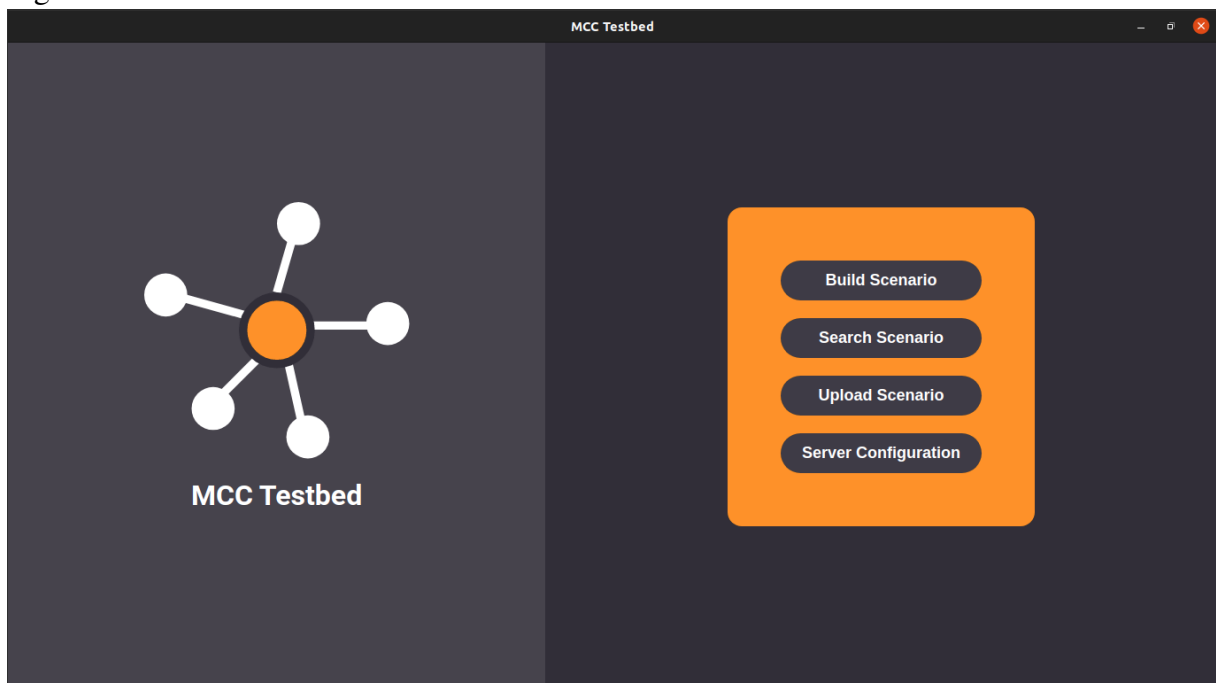 MCC Testbed
MCC Testbed
Build Scenario
Search Scenario
Upload Scenario
Server Configuration